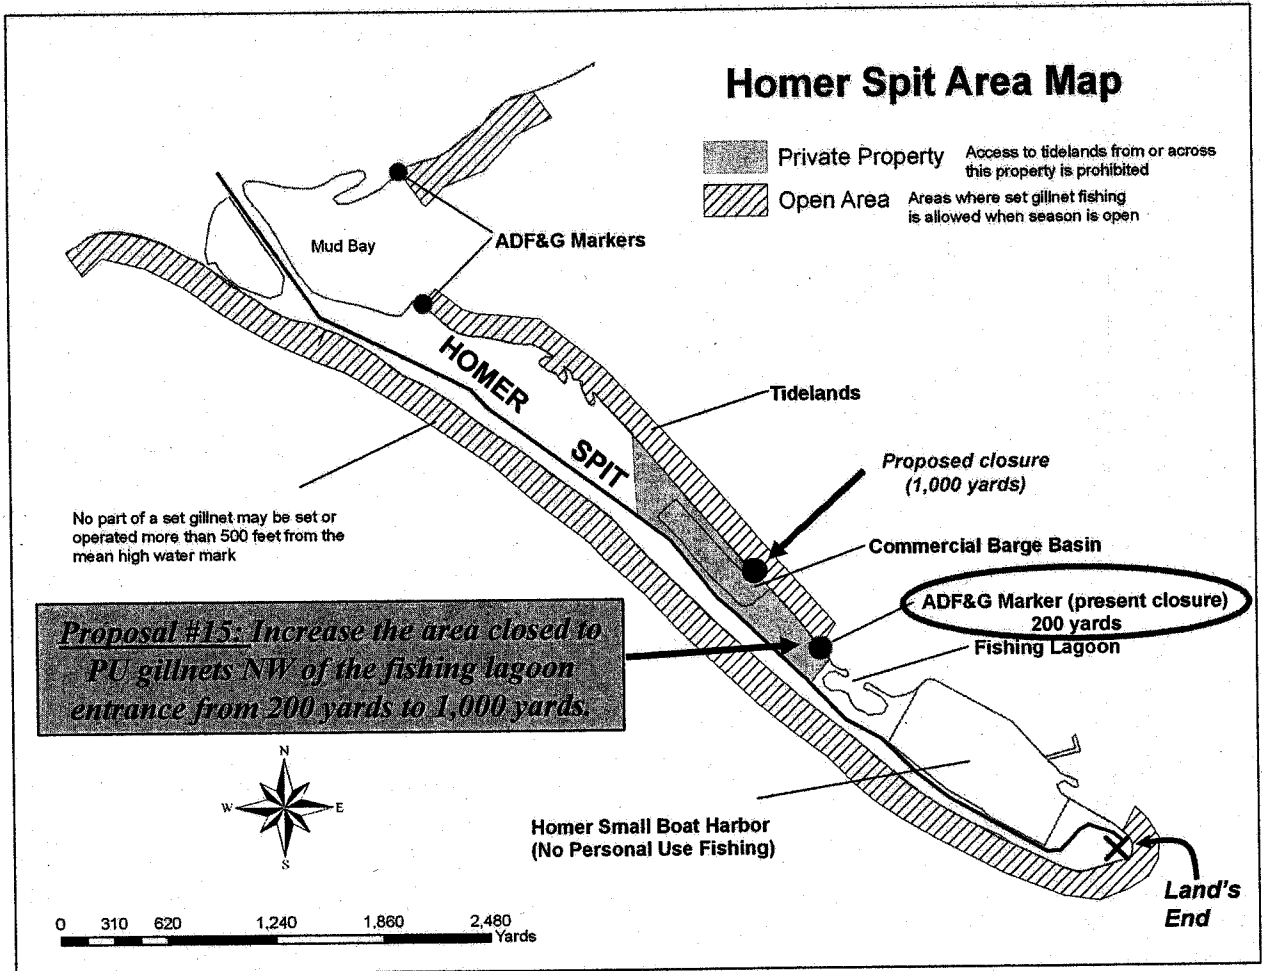 Homer Spit Area Map
Private Property
Access to tidelands from or across
this property is prohibited
Open Area
Areas where set gillnet fishing
is allowed when season is open
Mud Bay
ADF&G Markers
HOMER
SPIT
Tidelands
Proposed closure
(1,000 yards)
No part of a set gillnet may be set or
operated more than 500 feet from the
mean high water mark
Commercial Barge Basin
ADF&G Marker (present closure)
200 yards
Fishing Lagoon
Proposal #15: Increase the area closed to
PU gillnets NW of the fishing lagoon
entrance from 200 yards to 1,000 yards.
N
W
E
S
Homer Small Boat Harbor
(No Personal Use Fishing)
Land's
End
0 310 620 1,240 1,860 2,480
Yards